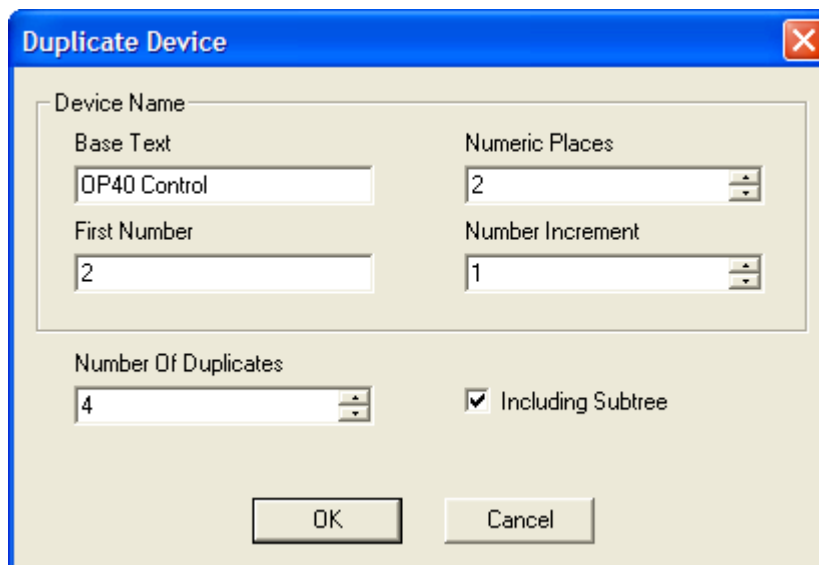 Duplicate Device
Device Name
Base Text
OP40 Control
Numeric Places
2
First Number
2
Number Increment
1
Number Of Duplicates
4
Including Subtree
OK
Cancel